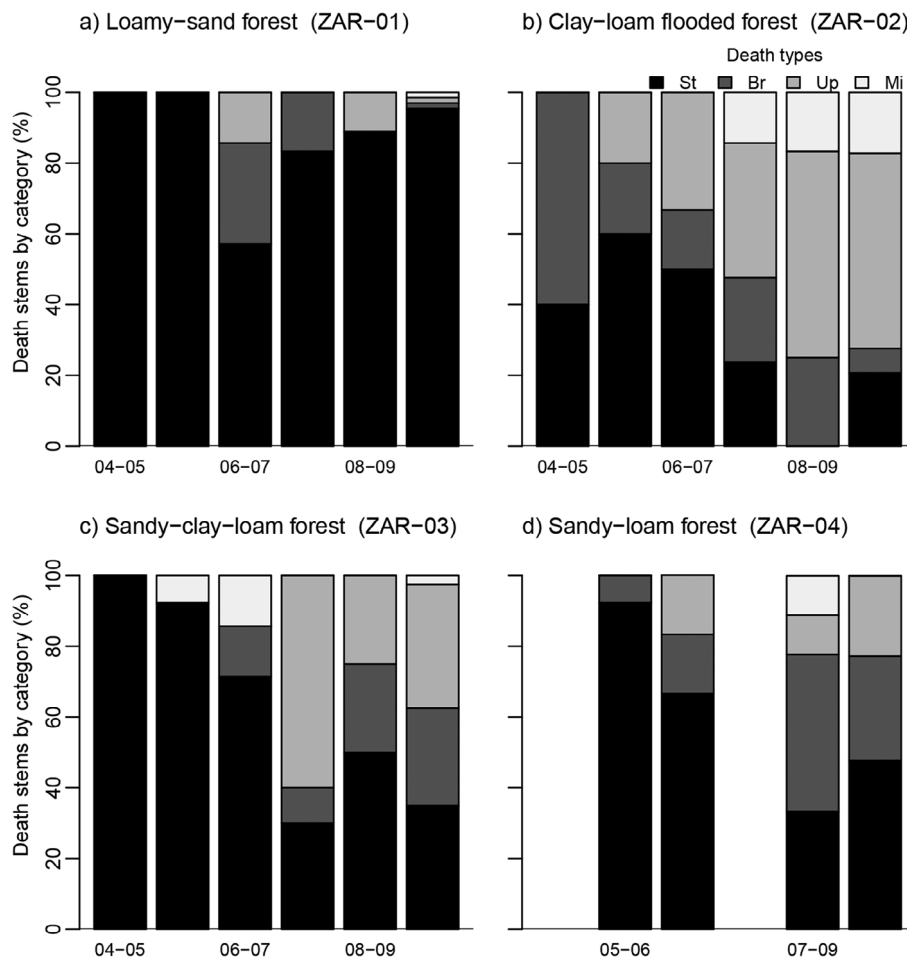 a) Loamy−sand forest (ZAR−01)
b) Clay−loam flooded forest (ZAR−02)
Death types
St Br Up Mi
Death stems by category (%)
100
80
60
40
20
0
04−05 06−07 08−09
04−05 06−07 08−09
c) Sandy−clay−loam forest (ZAR−03)
d) Sandy−loam forest (ZAR−04)
Death stems by category (%)
100
80
60
40
20
0
04−05 06−07 08−09
05−06 07−09